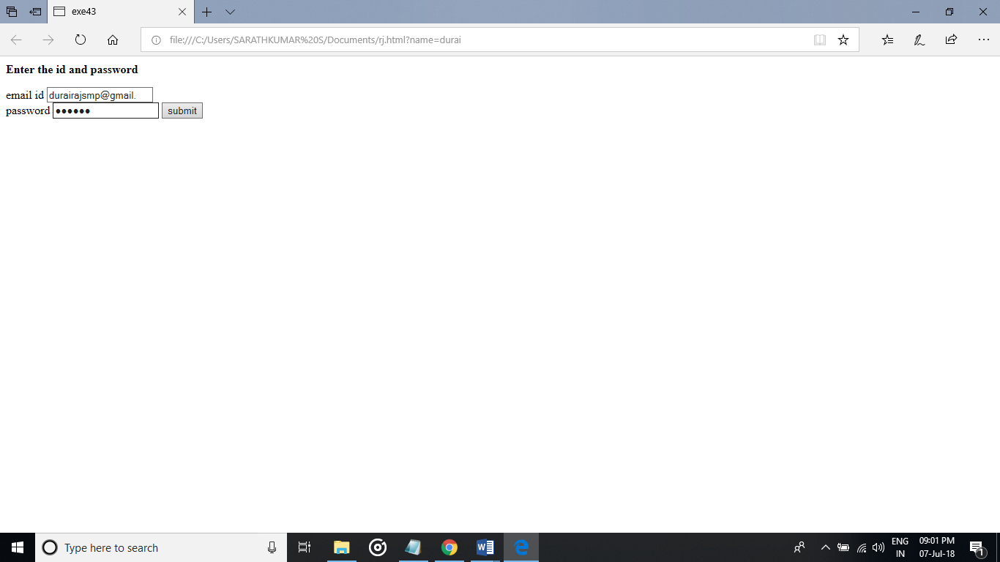 exe43
file:///C:/Users/SARATHKUMAR%20S/Documents/rj.html?name=durai
Enter the id and password
email id durairajsmp@gmail.
password ●●●●●● submit
Type here to search
ENG 09:01 PM
IN 07-Jul-18
1